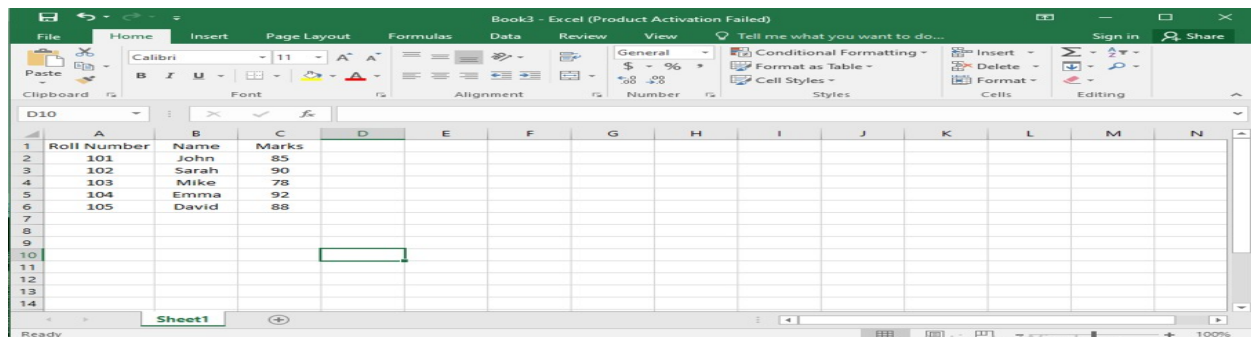 Book3 - Excel (Product Activation Failed)
File Home Insert Page Layout Formulas Data Review View Tell me what you want to do... Sign in Share
Paste
Calibri 11 A A
General
Conditional Formatting
Insert
B I U A
$ % ,
Format as Table
Delete
.00 .00
Cell Styles
Format
Clipboard Font Alignment Number Styles Cells Editing
D10 fx
A B C D E F G H I J K L M N
1 Roll Number Name Marks
2 101 John 85
3 102 Sarah 90
4 103 Mike 78
5 104 Emma 92
6 105 David 88
7
8
9
10
11
12
13
14
Sheet1
Ready 100%